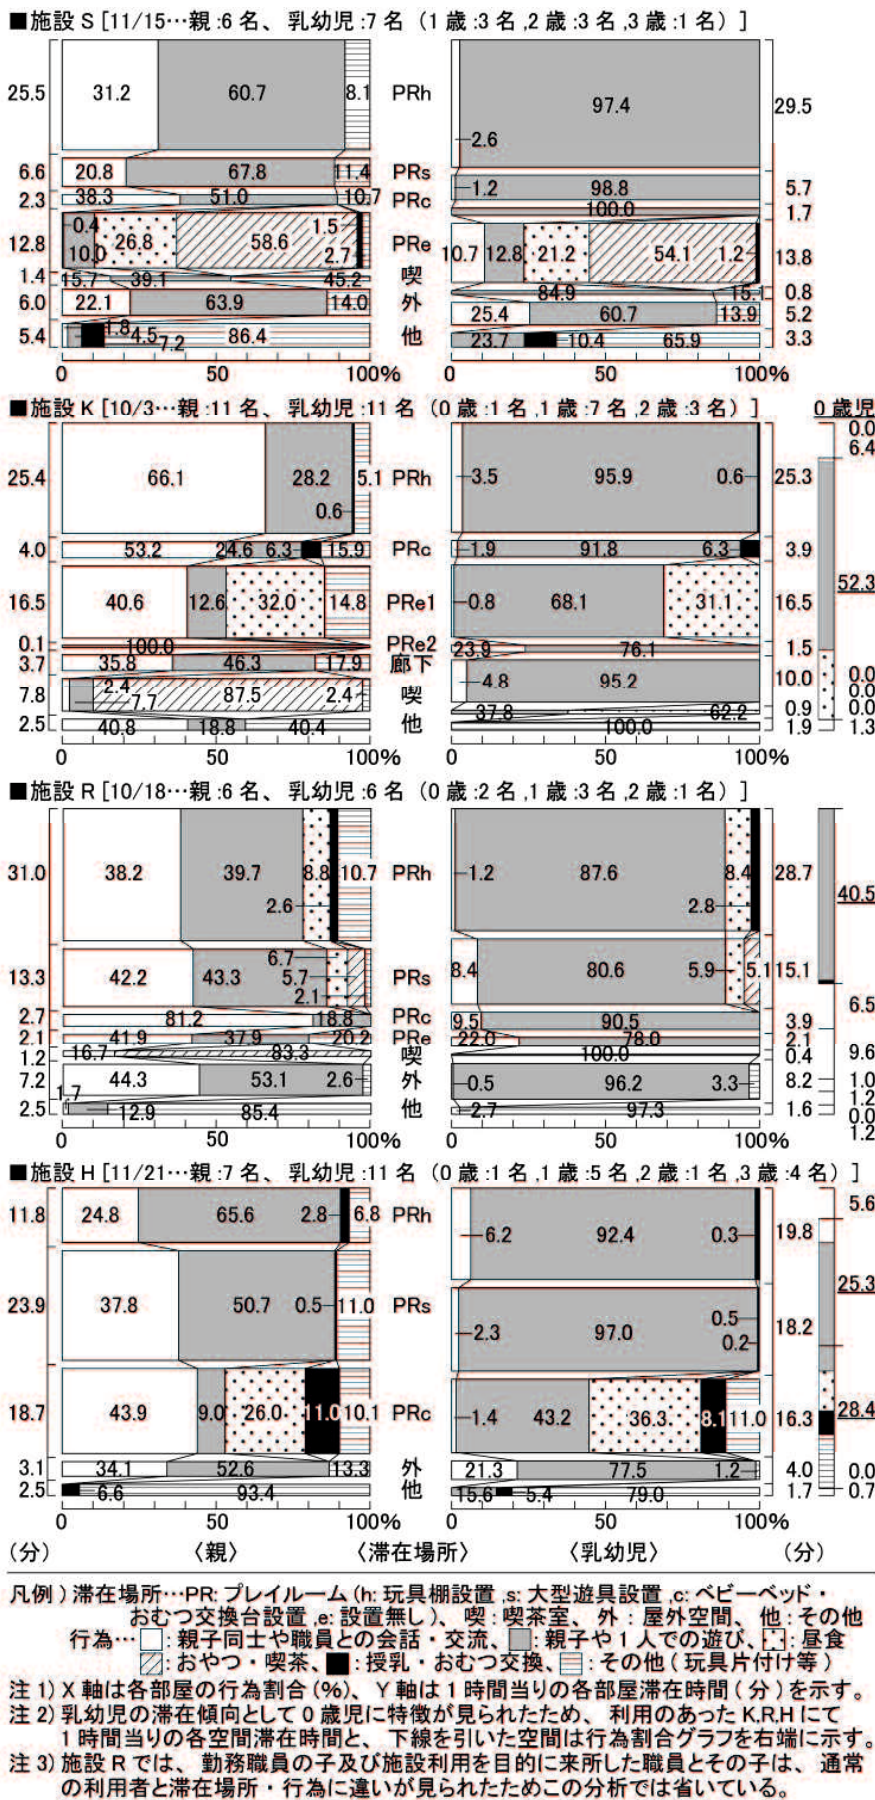 ■施設 S [11/15…親:6 名、乳幼児:7 名（1 歳:3 名,2 歳:3 名,3 歳:1 名）]
25.5 31.2 60.7 8.1 PRh 97.4 2.6 29.5
6.6 20.8 67.8 11.4 PRs 1.2 98.8 5.7
2.3 38.3 51.0 10.7 PRc 100.0 1.7
12.8 0.4 10.0 26.8 58.6 1.5 2.7 PRe 10.7 12.8 21.2 54.1 1.2 13.8
1.4 15.7 39.1 45.2 喫 84.9 15.1 0.8
6.0 22.1 63.9 14.0 外 25.4 60.7 13.9 5.2
5.4 1.8 4.5 7.2 86.4 他 23.7 10.4 65.9 3.3
0 50 100% 0 50 100%
■施設 K [10/3…親:11 名、乳幼児:11 名（0 歳:1 名,1 歳:7 名,2 歳:3 名）] 0 歳児
25.4 66.1 28.2 0.6 5.1 PRh 3.5 95.9 0.6 25.3 0.0 6.4
4.0 53.2 24.6 6.3 15.9 PRc 1.9 91.8 6.3 3.9
16.5 40.6 12.6 32.0 14.8 PRe1 0.8 68.1 31.1 16.5 52.3
0.1 100.0 PRe2 23.9 76.1 1.5
3.7 35.8 46.3 17.9 廊下 4.8 95.2 10.0 0.0
7.8 2.4 7.7 87.5 2.4 喫 37.8 62.2 0.9 0.0 0.0
2.5 40.8 18.8 40.4 他 100.0 1.9 1.3
0 50 100% 0 50 100%
■施設 R [10/18…親:6 名、乳幼児:6 名（0 歳:2 名,1 歳:3 名,2 歳:1 名）]
31.0 38.2 39.7 2.6 8.8 10.7 PRh 1.2 87.6 2.8 8.4 28.7 40.5
13.3 42.2 43.3 6.7 5.7 2.1 PRs 8.4 80.6 5.9 5.1 15.1
2.7 81.2 18.8 PRc 9.5 90.5 3.9 6.5
2.1 41.9 37.9 20.2 PRe 22.0 78.0 2.1
1.2 16.7 83.3 喫 100.0 0.4 9.6
7.2 44.3 53.1 2.6 外 0.5 96.2 3.3 8.2 1.0
2.5 1.7 12.9 85.4 他 2.7 97.3 1.6 1.2 0.0 1.2
0 50 100% 0 50 100%
■施設 H [11/21…親:7 名、乳幼児:11 名（0 歳:1 名,1 歳:5 名,2 歳:1 名,3 歳:4 名）]
11.8 24.8 65.6 2.8 6.8 PRh 6.2 92.4 0.3 19.8 5.6
23.9 37.8 50.7 0.5 11.0 PRs 2.3 97.0 0.5 0.2 18.2 25.3
18.7 43.9 9.0 26.0 11.0 10.1 PRc 1.4 43.2 36.3 8.1 11.0 16.3 28.4
3.1 34.1 52.6 13.3 外 21.3 77.5 1.2 4.0 0.0
2.5 6.6 93.4 他 15.6 5.4 79.0 1.7 0.7
0 50 100% 0 50 100%
(分) 〈親〉 〈滞在場所〉 〈乳幼児〉 (分)
凡例）滞在場所…PR: プレイルーム（h: 玩具棚設置 ,s: 大型遊具設置 ,c: ベビーベッド・
おむつ交換台設置 ,e: 設置無し）、喫：喫茶室、外：屋外空間、他：その他
行為…□：親子同士や職員との会話・交流、：親子や 1 人での遊び、：昼食
：おやつ・喫茶、■：授乳・おむつ交換、：その他（玩具片付け等）
注 1) X 軸は各部屋の行為割合(%)、Y 軸は 1 時間当りの各部屋滞在時間(分)を示す。
注 2) 乳幼児の滞在傾向として 0 歳児に特徴が見られたため、利用のあった K,R,H にて
1 時間当りの各空間滞在時間と、下線を引いた空間は行為割合グラフを右端に示す。
注 3) 施設 R では、勤務職員の子及び施設利用を目的に来所した職員とその子は、通常
の利用者と滞在場所・行為に違いが見られたためこの分析では省いている。